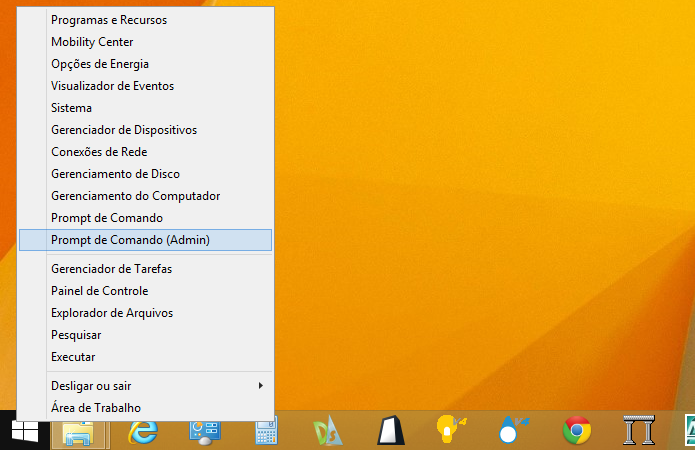 Programas e Recursos
Mobility Center
Opções de Energia
Visualizador de Eventos
Sistema
Gerenciador de Dispositivos
Conexões de Rede
Gerenciamento de Disco
Gerenciamento do Computador
Prompt de Comando
Prompt de Comando (Admin)
Gerenciador de Tarefas
Painel de Controle
Explorador de Arquivos
Pesquisar
Executar
Desligar ou sair
Área de Trabalho